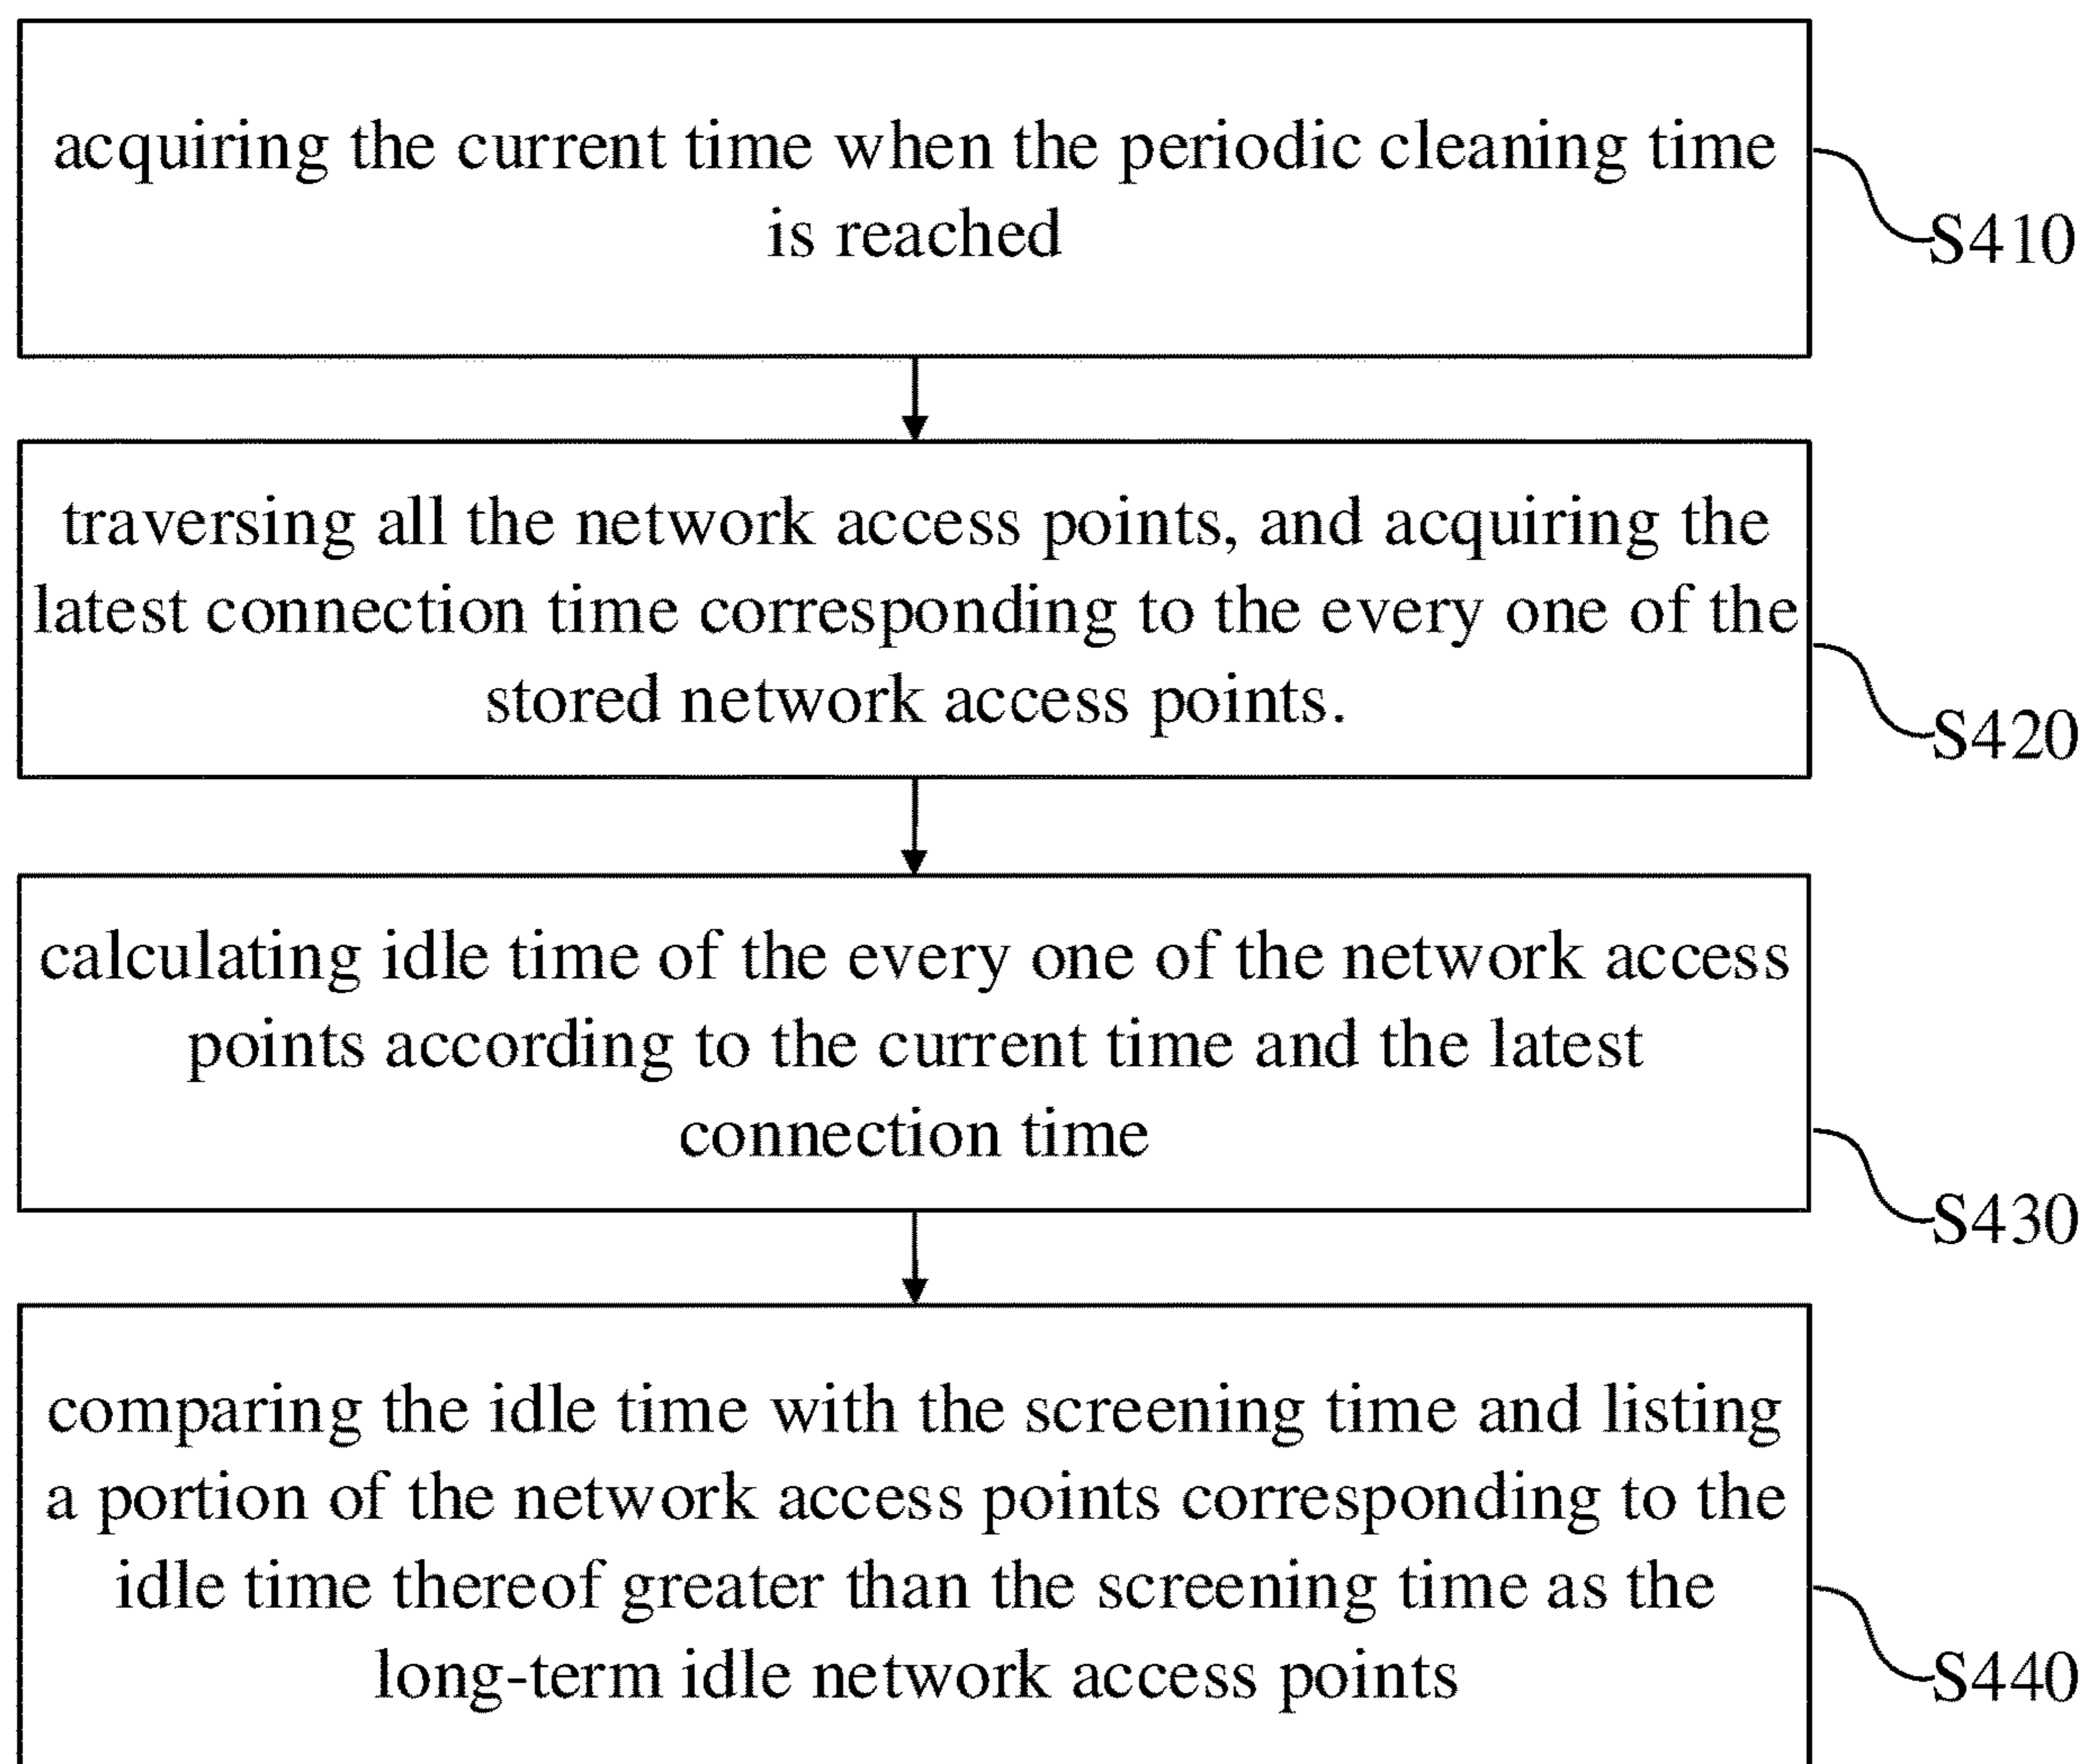 acquiring the current time when the periodic cleaning time
is reached
S410
traversing all the network access points, and acquiring the
latest connection time corresponding to the every one of the
stored network access points.
S420
calculating idle time of the every one of the network access
points according to the current time and the latest
connection time
S430
comparing the idle time with the screening time and listing
a portion of the network access points corresponding to the
idle time thereof greater than the screening time as the
long-term idle network access points
S440